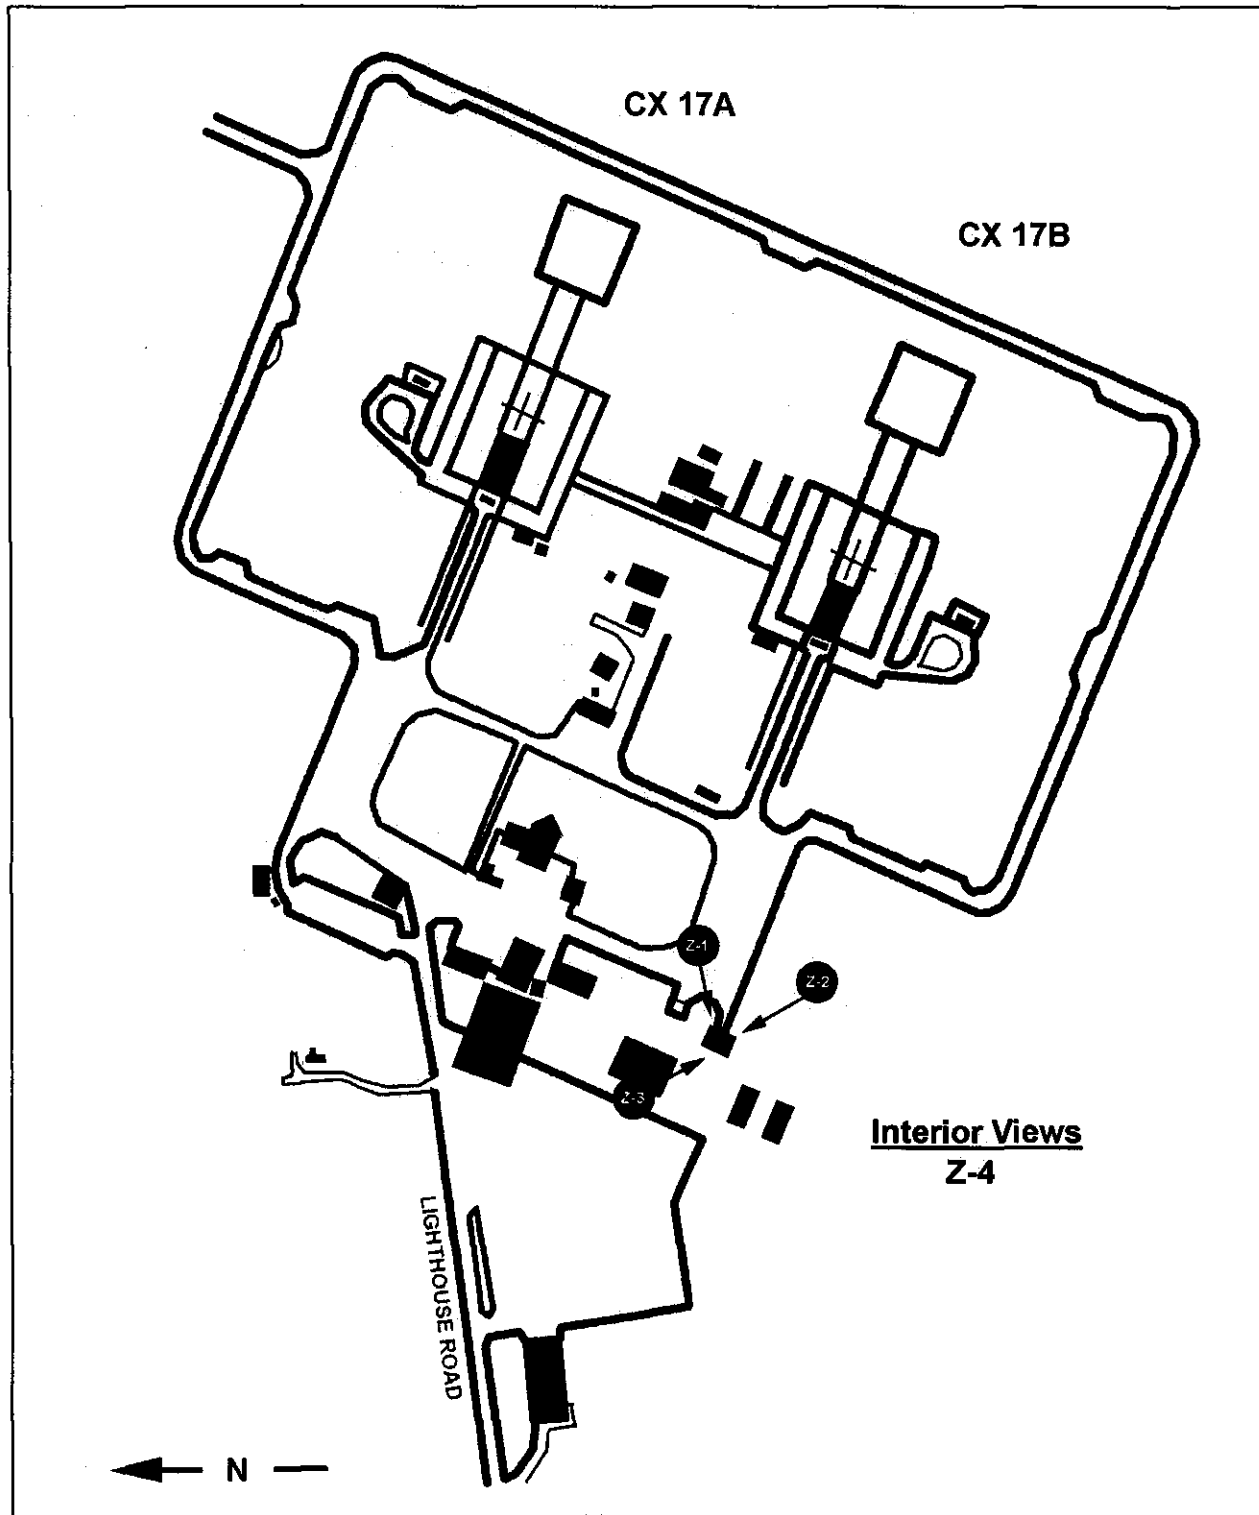 CX 17A
CX 17B
Z-1
Z-2
Z-3
Interior Views
Z-4
LIGHTHOUSE ROAD
N